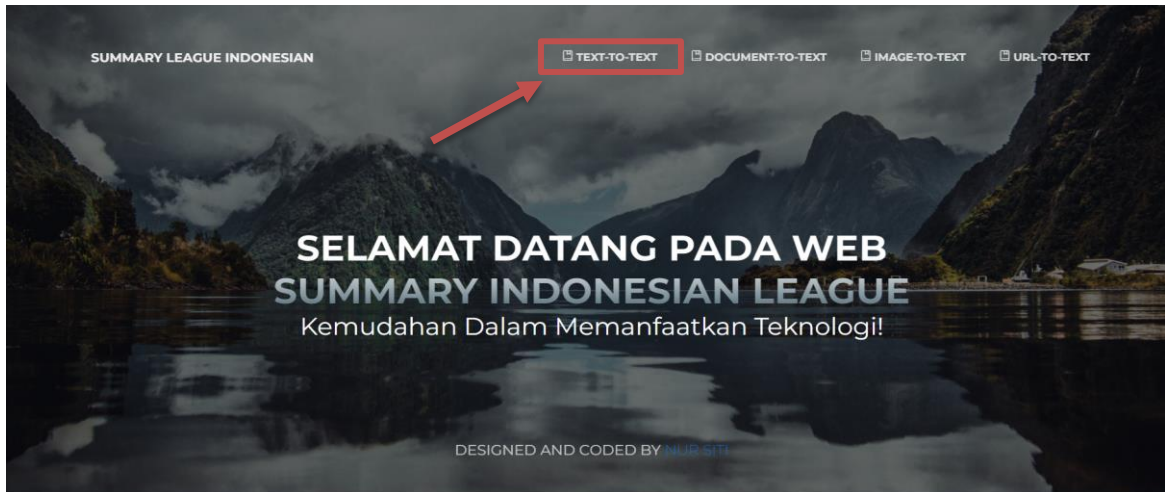 SUMMARY LEAGUE INDONESIAN
TEXT-TO-TEXT
DOCUMENT-TO-TEXT
IMAGE-TO-TEXT
URL-TO-TEXT
SELAMAT DATANG PADA WEB
SUMMARY INDONESIAN LEAGUE
Kemudahan Dalam Memanfaatkan Teknologi!
DESIGNED AND CODED BY NUR SITI